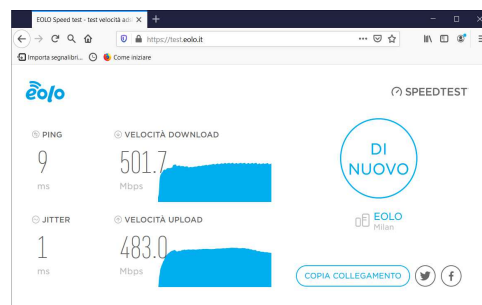 EOLO Speed test - test velocità ads
https://test.eolo.it
Importa segnalibri...
Come iniziare
eolo
SPEEDTEST
PING
9
ms
VELOCITÀ DOWNLOAD
501.7
Mbps
DI
NUOVO
JITTER
1
ms
VELOCITÀ UPLOAD
483.0
Mbps
EOLO
Milan
COPIA COLLEGAMENTO